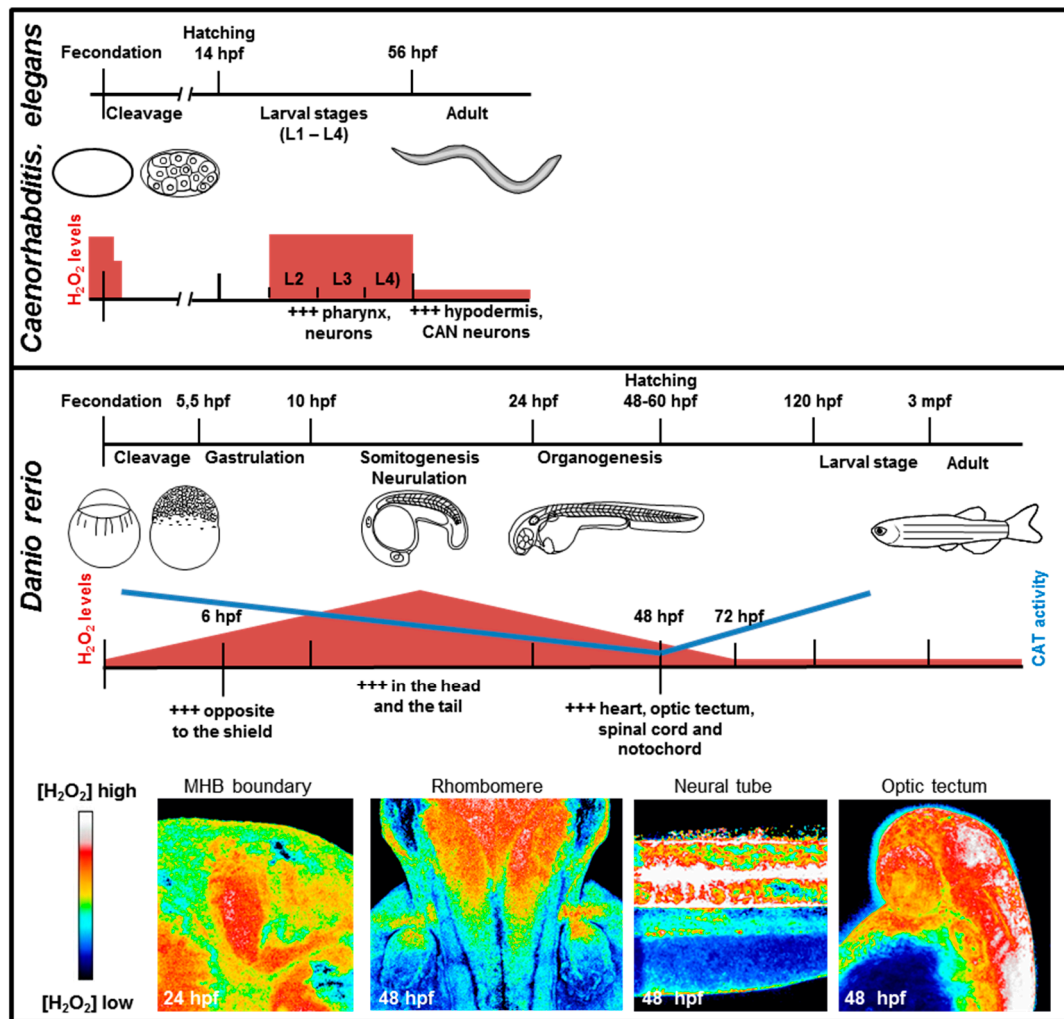 Caenorhabditis. elegans
Hatching
Fecondation 14 hpf 56 hpf
Cleavage Larval stages Adult
(L1 – L4)
H2O2 levels
L2 L3 L4)
+++ pharynx, +++ hypodermis,
neurons CAN neurons
Danio rerio
Hatching
Fecondation 5,5 hpf 10 hpf 24 hpf 48-60 hpf 120 hpf 3 mpf
Cleavage Gastrulation Somitogenesis Organogenesis Larval stage Adult
Neurulation
H2O2 levels
CAT activity
6 hpf 48 hpf 72 hpf
+++ opposite +++ in the head +++ heart, optic tectum,
to the shield and the tail spinal cord and
notochord
[H2O2] high
MHB boundary Rhombomere Neural tube Optic tectum
[H2O2] low
24 hpf 48 hpf 48 hpf 48 hpf